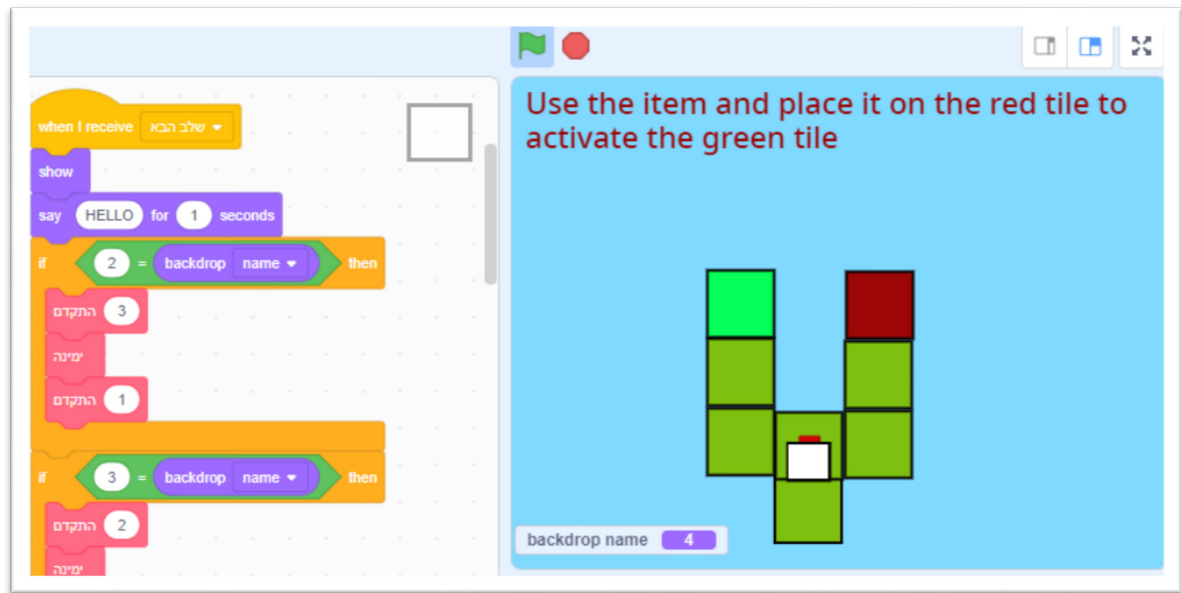 when I receive שלב הבא
show
say HELLO for 1 seconds
if 2 = backdrop name then
התקדם 3
ימינה
התקדם 1
if 3 = backdrop name then
התקדם 2
ימינה
Use the item and place it on the red tile to
activate the green tile
backdrop name 4